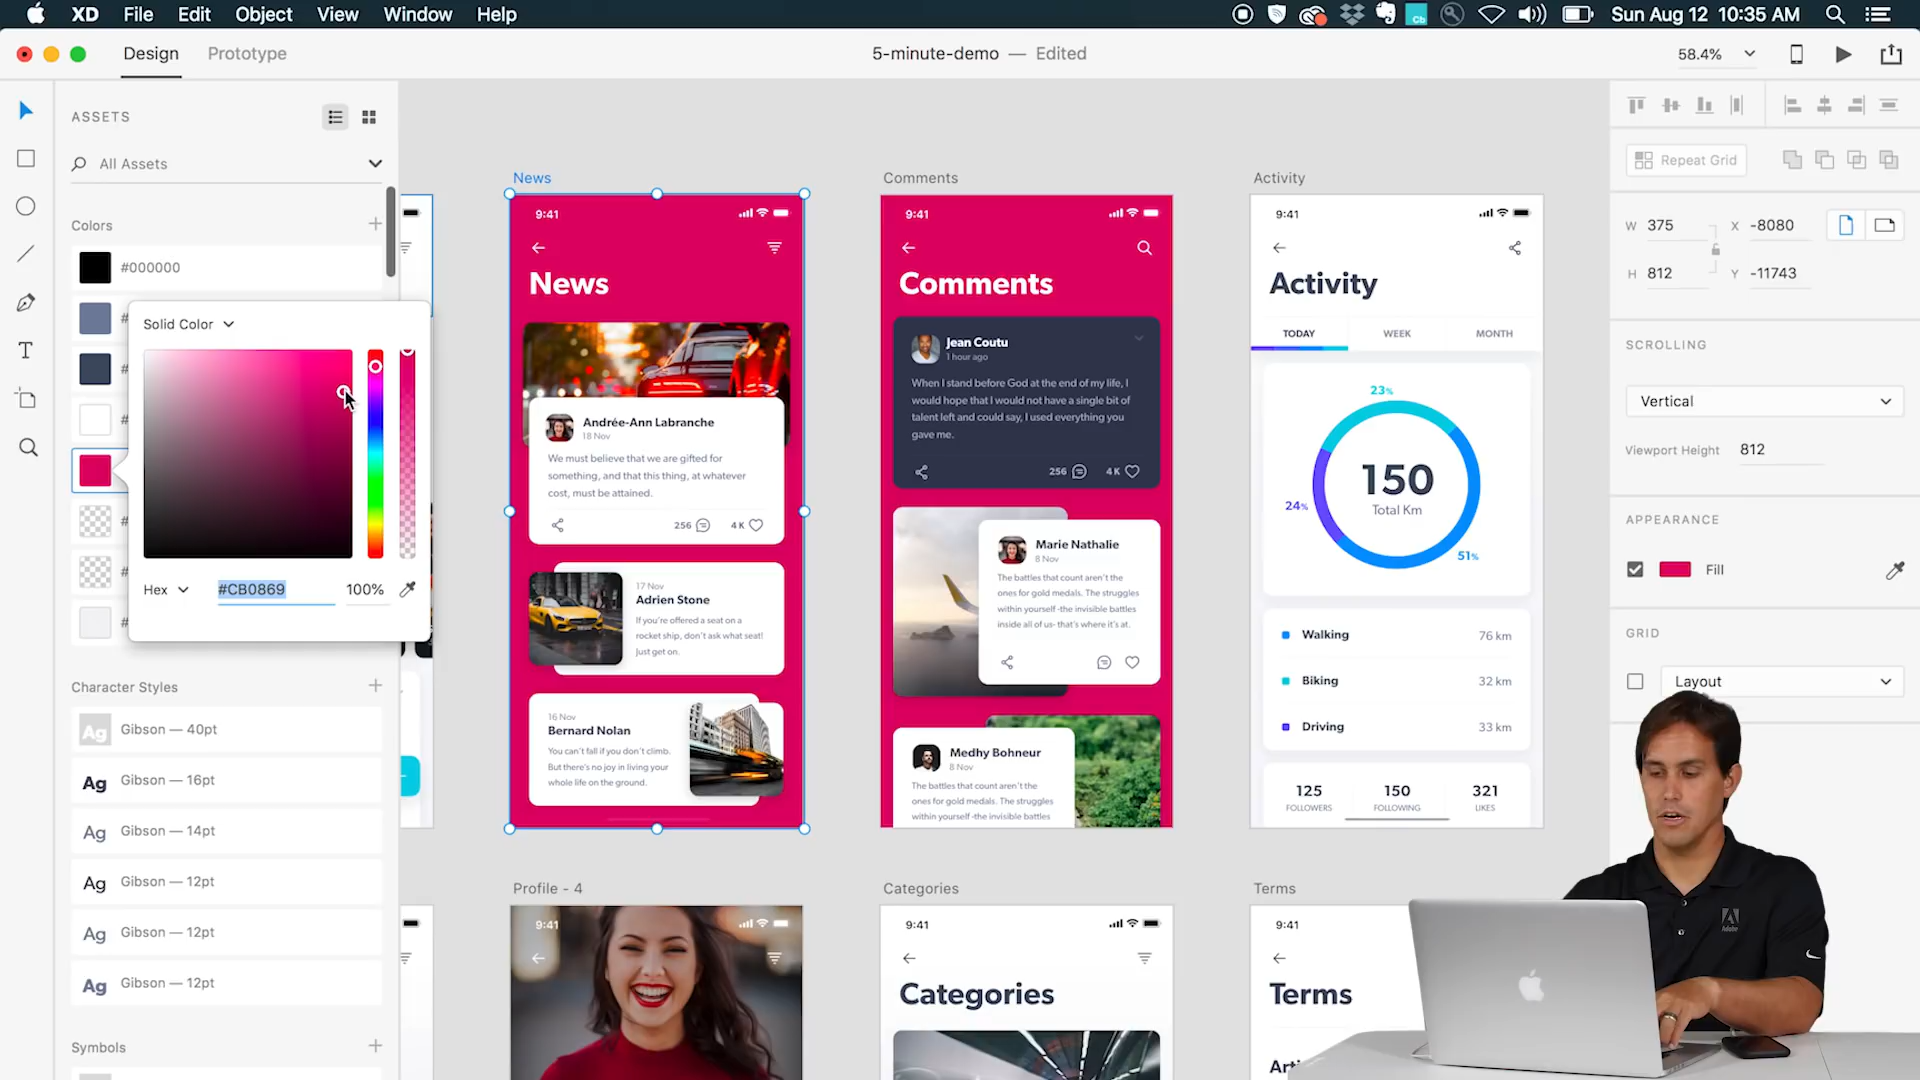 XD File Edit Object View Window Help
Cb
Sun Aug 12 10:35 AM
Design Prototype
5-minute-demo — Edited
58.4%
ASSETS
All Assets
Colors
#000000
#
#
#
#
#
#
Solid Color
Hex #CB0869 100%
Character Styles
Ag Gibson — 40pt
Ag Gibson — 16pt
Ag Gibson — 14pt
Ag Gibson — 12pt
Ag Gibson — 12pt
Ag Gibson — 12pt
Symbols
News
9:41
News
Andrée-Ann Labranche
18 Nov
We must believe that we are gifted for
something, and that this thing, at whatever
cost, must be attained.
256 4K
17 Nov
Adrien Stone
If you're offered a seat on a
rocket ship, don't ask what seat!
Just get on.
16 Nov
Bernard Nolan
You can't fall if you don't climb.
But there's no joy in living your
whole life on the ground.
Comments
9:41
Comments
Jean Coutu
1 hour ago
When I stand before God at the end of my life, I
would hope that I would not have a single bit of
talent left and could say, I used everything you
gave me.
256 4K
Marie Nathalie
8 Nov
The battles that count aren't the
ones for gold medals. The struggles
within yourself -the invisible battles
inside all of us- that's where it's at.
Medhy Bohneur
8 Nov
The battles that count aren't the
ones for gold medals. The struggles
within yourself -the invisible battles
Activity
9:41
Activity
TODAY WEEK MONTH
23%
150
Total Km
24%
51%
Walking 76 km
Biking 32 km
Driving 33 km
125 150 321
FOLLOWERS FOLLOWING LIKES
Profile - 4
9:41
Categories
9:41
Categories
Terms
9:41
Terms
Repeat Grid
W 375 X -8080
H 812 Y -11743
SCROLLING
Vertical
Viewport Height 812
APPEARANCE
Fill
GRID
Layout
Adobe